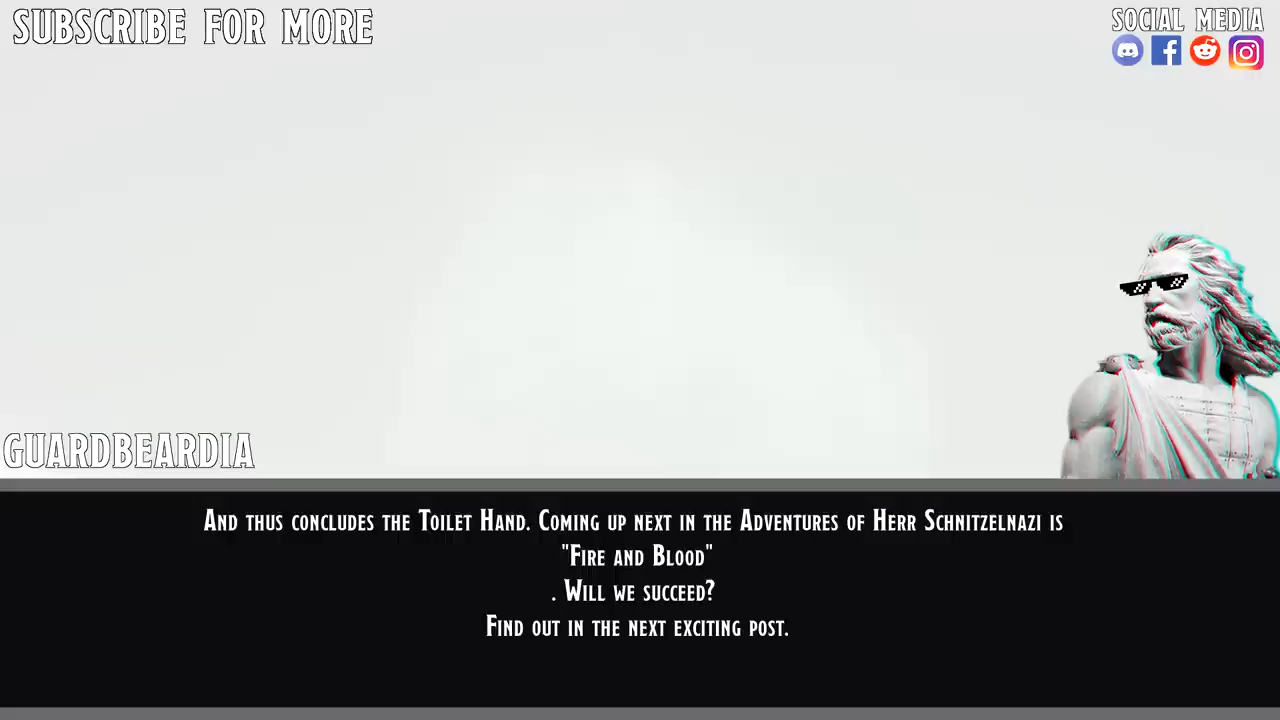 SUBSCRIBE FOR MORE
SOCIAL MEDIA
GUARDBEARDIA
And thus concludes the Toilet Hand. Coming up next in the Adventures of Herr Schnitzelnazi is
"Fire and Blood"
. Will we succeed?
Find out in the next exciting post.